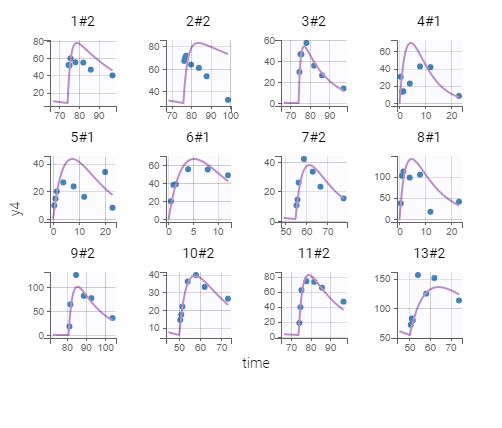 1#2 2#2 3#2 4#1
80 60 40 20 70 80 90
80 60 40 70 80 90 100
60 40 20 0 70 80 90
60 40 20 0 0 10 20
5#1 6#1 7#2 8#1
40 20 0 0 10 20
60 40 20 0 0 5 10
40 20 0 50 60 70
100 50 0 0 10 20
y4
9#2 10#2 11#2 13#2
100 50 0 80 90 100
40 30 20 10 50 60 70
80 60 40 20 0 70 80 90
150 100 50 50 60 70
time